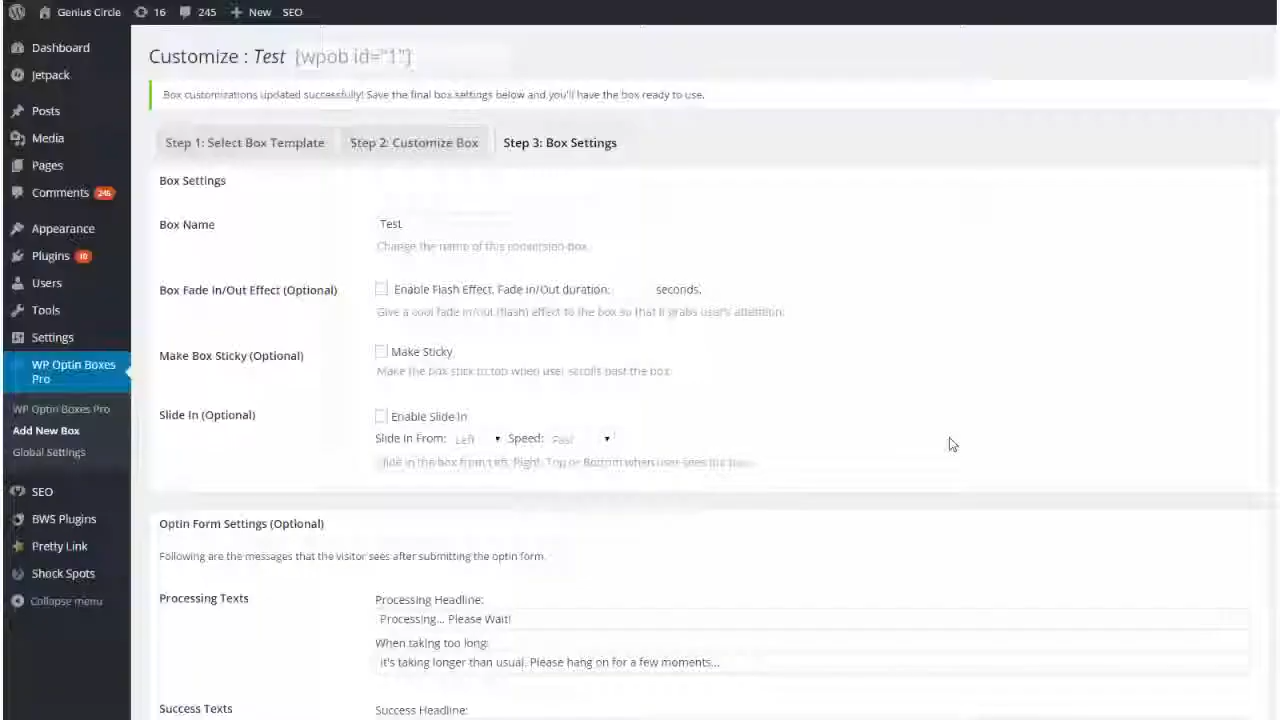 Genius Circle 16 245 New SEO
Dashboard
Jetpack
Posts
Media
Pages
Comments 246
Appearance
Plugins 10
Users
Tools
Settings
WP Optin Boxes
Pro
WP Optin Boxes Pro
Add New Box
Global Settings
SEO
BWS Plugins
Pretty Link
Shock Spots
Collapse menu
Customize : Test [wpob id="1"]
Box customizations updated successfully! Save the final box settings below and you'll have the box ready to use.
Step 1: Select Box Template Step 2: Customize Box Step 3: Box Settings
Box Settings
Box Name Test
Change the name of this conversion box.
Box Fade In/Out Effect (Optional) Enable Flash Effect, Fade in/Out duration: seconds.
Give a cool fade in/out (flash) effect to the box so that it grabs user's attention.
Make Box Sticky (Optional) Make Sticky
Make the box stick to top when user scrolls past the box.
Slide In (Optional) Enable Slide In
Slide in From: Left Speed: Fast
Slide in the box from Left, Right, Top or Bottom when user sees the box.
Optin Form Settings (Optional)
Following are the messages that the visitor sees after submitting the optin form.
Processing Texts Processing Headline:
Processing... Please Wait!
When taking too long:
It's taking longer than usual. Please hang on for a few moments...
Success Texts Success Headline: